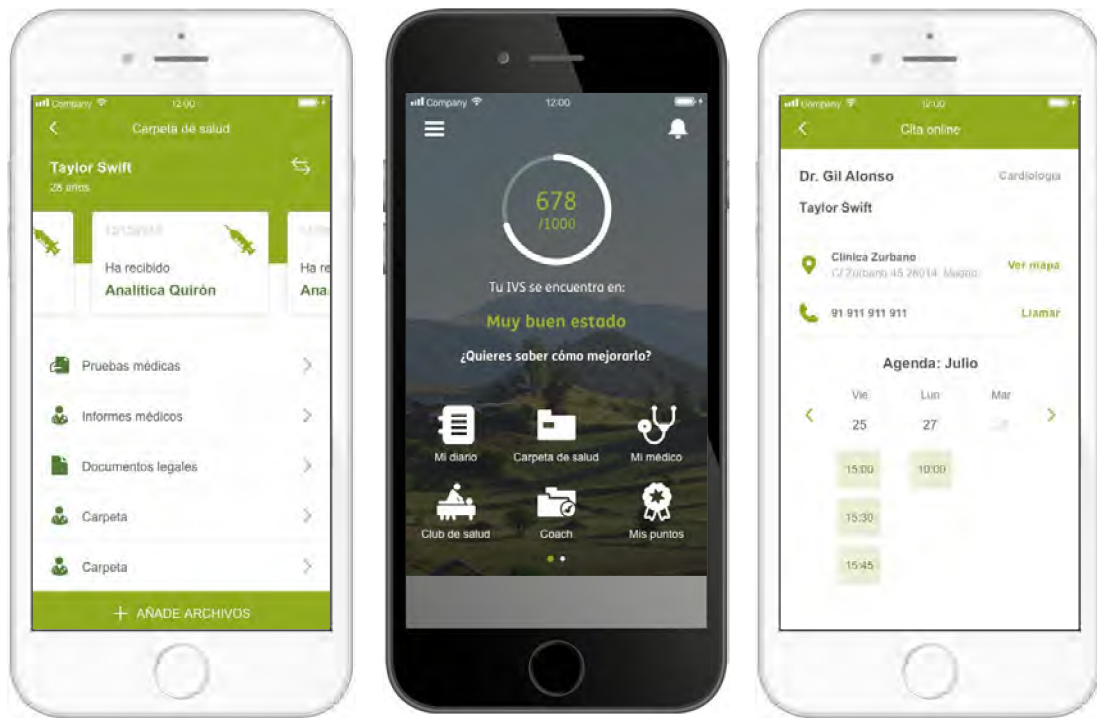 Company 12:00
Carpeta de salud
Taylor Swift
28 años
Ha recibido
Analítica Quirón
Ha re
Ana
Pruebas médicas
Informes médicos
Documentos legales
Carpeta
Carpeta
+ AÑADE ARCHIVOS
Company 12:00
678
/1000
Tu IVS se encuentra en:
Muy buen estado
¿Quieres saber cómo mejorarlo?
Mi diario Carpeta de salud Mi médico
Club de salud Coach Mis puntos
Company 12:00
Cita online
Dr. Gil Alonso Cardiología
Taylor Swift
Clínica Zurbano
C/ Zurbano 45 28014 Ver mapa
91 911 911 911 Llamar
Agenda: Julio
Vie Lun Mar
25 27
15:00 10:00
15:30
15:45